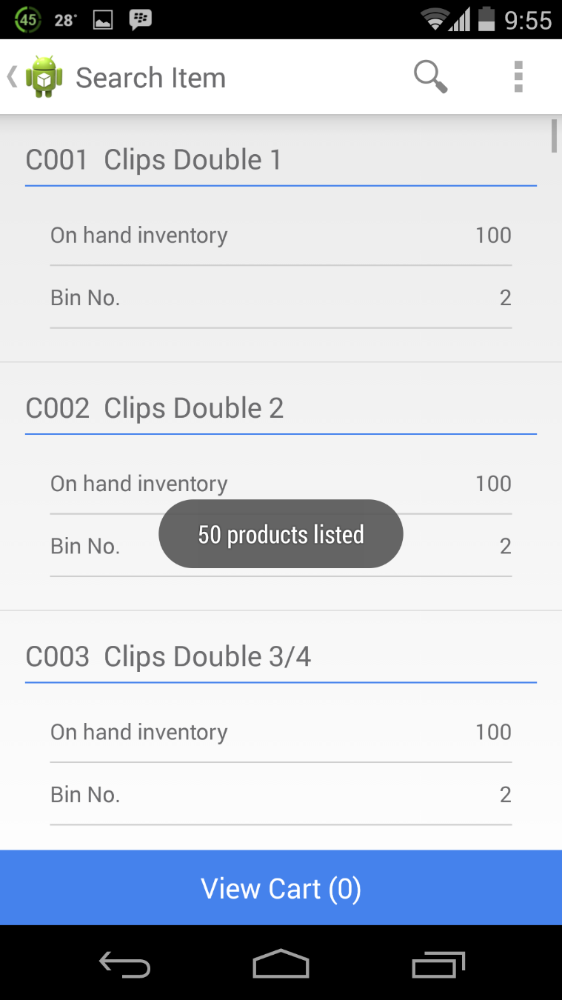 45 28° 9:55
Search Item
C001 Clips Double 1
On hand inventory 100
Bin No. 2
C002 Clips Double 2
On hand inventory 100
Bin No. 2
50 products listed
C003 Clips Double 3/4
On hand inventory 100
Bin No. 2
View Cart (0)